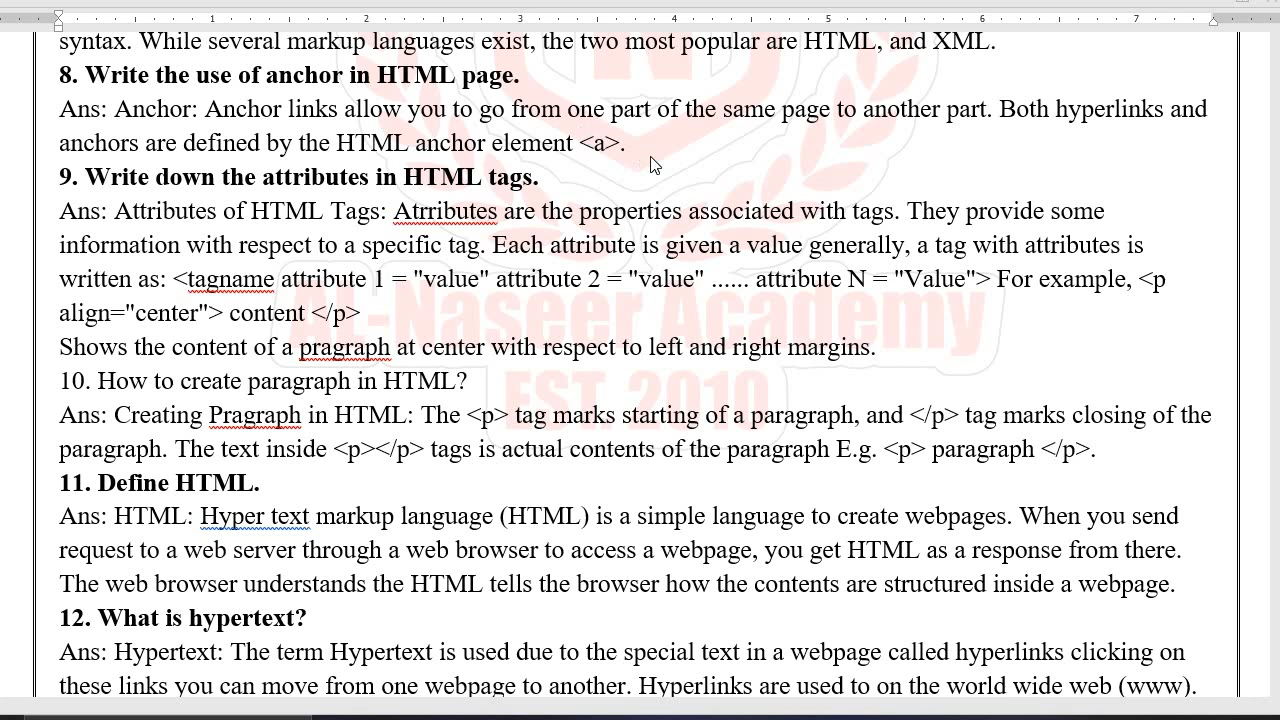 1 2 3 4 5 6 7
syntax. While several markup languages exist, the two most popular are HTML, and XML.
8. Write the use of anchor in HTML page.
Ans: Anchor: Anchor links allow you to go from one part of the same page to another part. Both hyperlinks and
anchors are defined by the HTML anchor element <a>.
9. Write down the attributes in HTML tags.
Ans: Attributes of HTML Tags: Atrributes are the properties associated with tags. They provide some
information with respect to a specific tag. Each attribute is given a value generally, a tag with attributes is
written as: <tagname attribute 1 = "value" attribute 2 = "value" ...... attribute N = "Value"> For example, <p
align="center"> content </p>
AL-Naseer Academy
Shows the content of a pragraph at center with respect to left and right margins.
10. How to create paragraph in HTML?
EST. 2010
Ans: Creating Pragraph in HTML: The <p> tag marks starting of a paragraph, and </p> tag marks closing of the
paragraph. The text inside <p></p> tags is actual contents of the paragraph E.g. <p> paragraph </p>.
11. Define HTML.
Ans: HTML: Hyper text markup language (HTML) is a simple language to create webpages. When you send
request to a web server through a web browser to access a webpage, you get HTML as a response from there.
The web browser understands the HTML tells the browser how the contents are structured inside a webpage.
12. What is hypertext?
Ans: Hypertext: The term Hypertext is used due to the special text in a webpage called hyperlinks clicking on
these links you can move from one webpage to another. Hyperlinks are used to on the world wide web (www).